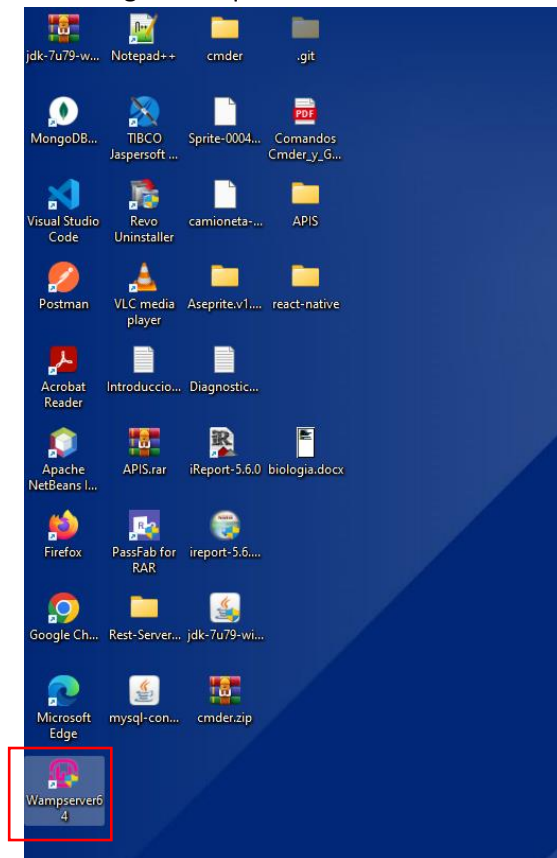 jdk-7u79-w...
Notepad++
cmder
.git
MongoDB...
TIBCO
Jaspersoft ...
Sprite-0004...
Comandos
Cmder_y_G...
Visual Studio
Code
Revo
Uninstaller
camioneta-...
APIS
Postman
VLC media
player
Aseprite.v1....
react-native
Acrobat
Reader
Introduccio...
Diagnostic...
Apache
NetBeans I...
APIS.rar
iReport-5.6.0
biologia.docx
Firefox
PassFab for
RAR
ireport-5.6....
Google Ch...
Rest-Server...
jdk-7u79-wi...
Microsoft
Edge
mysql-con...
cmder.zip
Wampserver6
4